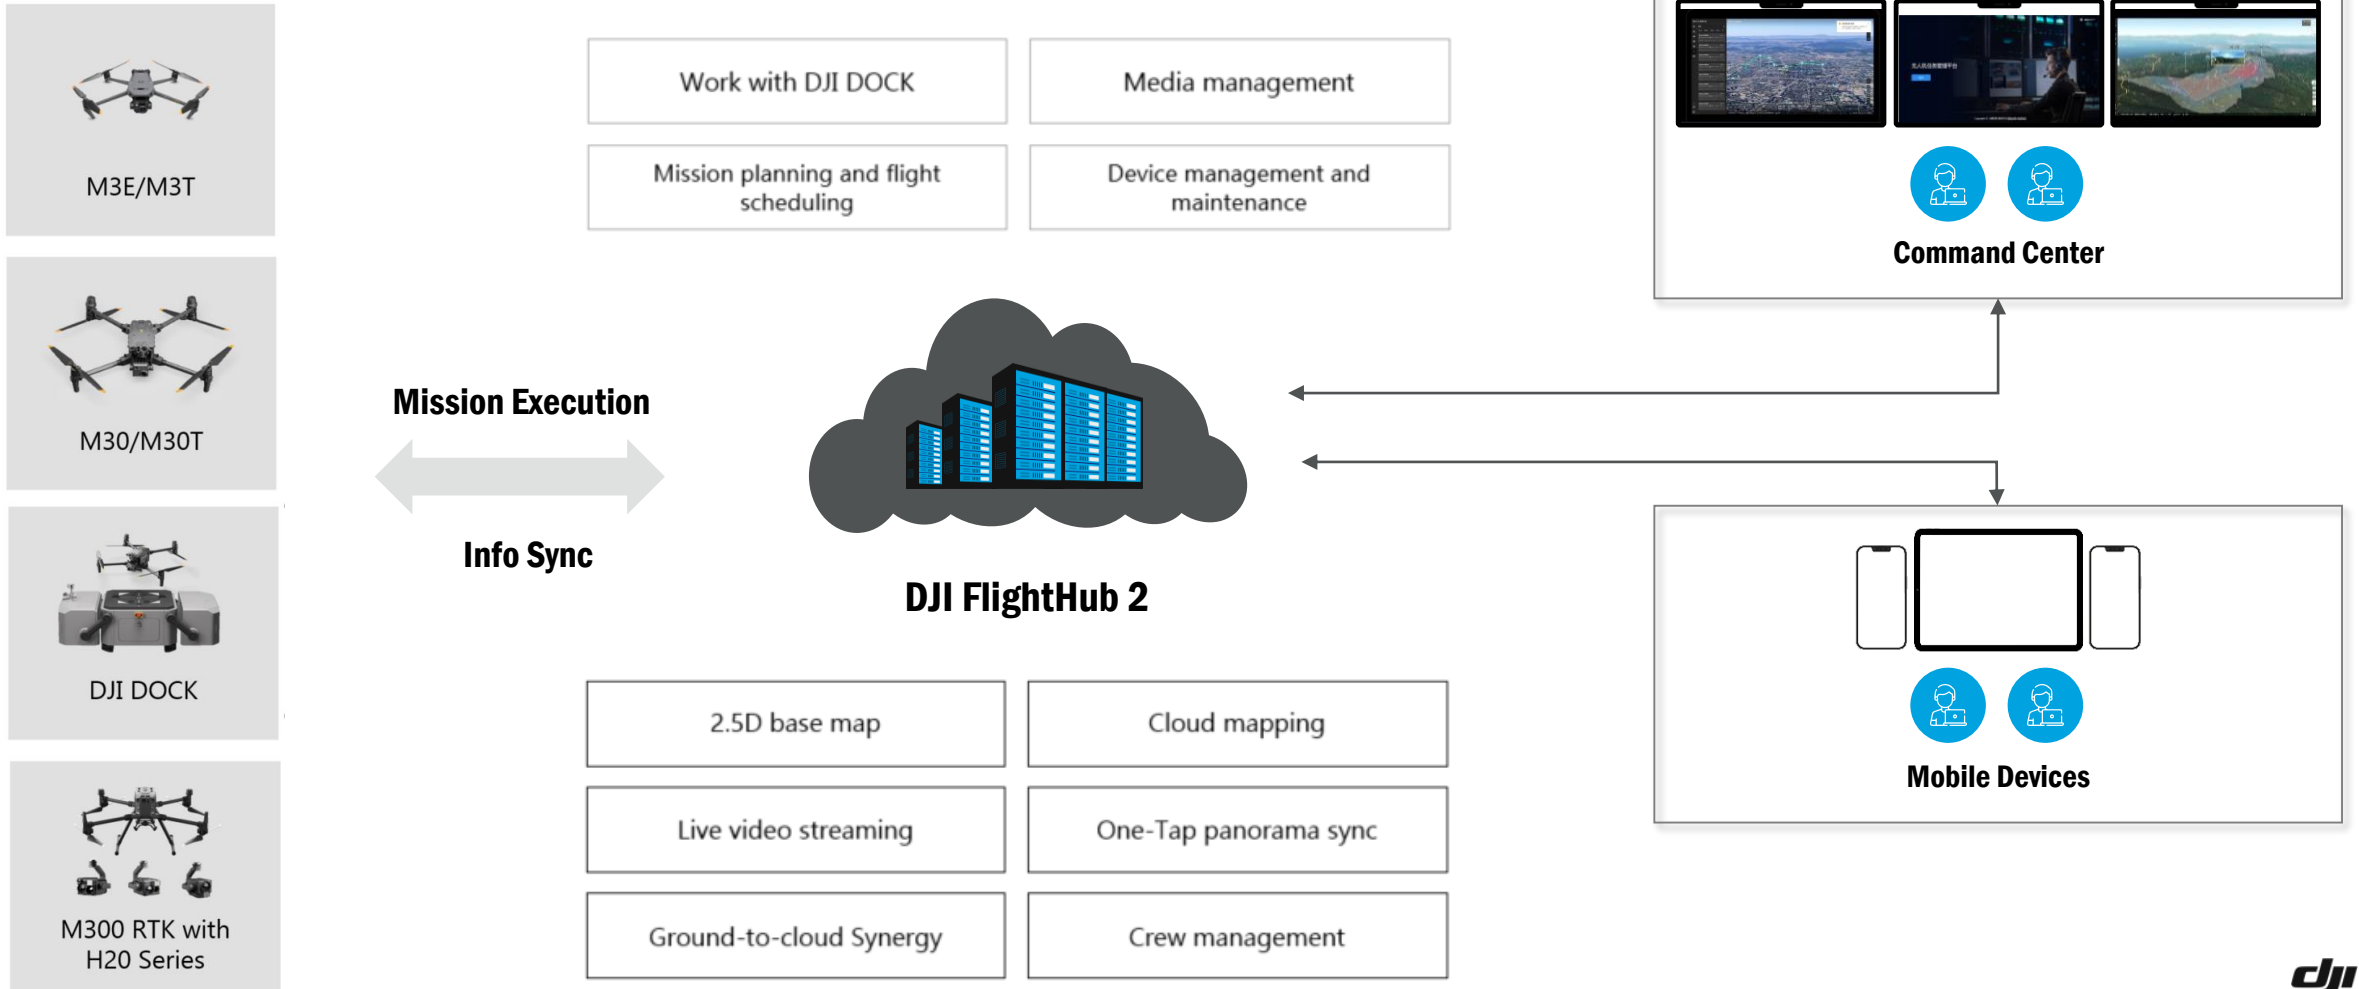 M3E/M3T
M30/M30T
DJI DOCK
M300 RTK with
H20 Series
Work with DJI DOCK
Media management
Mission planning and flight
scheduling
Device management and
maintenance
Mission Execution
Info Sync
DJI FlightHub 2
2.5D base map
Cloud mapping
Live video streaming
One-Tap panorama sync
Ground-to-cloud Synergy
Crew management
Command Center
Mobile Devices
dji